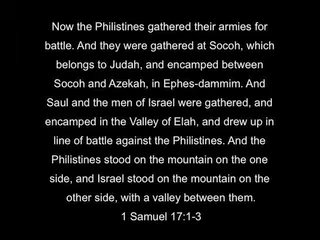 Now the Philistines gathered their armies for
battle. And they were gathered at Socoh, which
belongs to Judah, and encamped between
Socoh and Azekah, in Ephes-dammim. And
Saul and the men of Israel were gathered, and
encamped in the Valley of Elah, and drew up in
line of battle against the Philistines. And the
Philistines stood on the mountain on the one
side, and Israel stood on the mountain on the
other side, with a valley between them.
1 Samuel 17:1-3